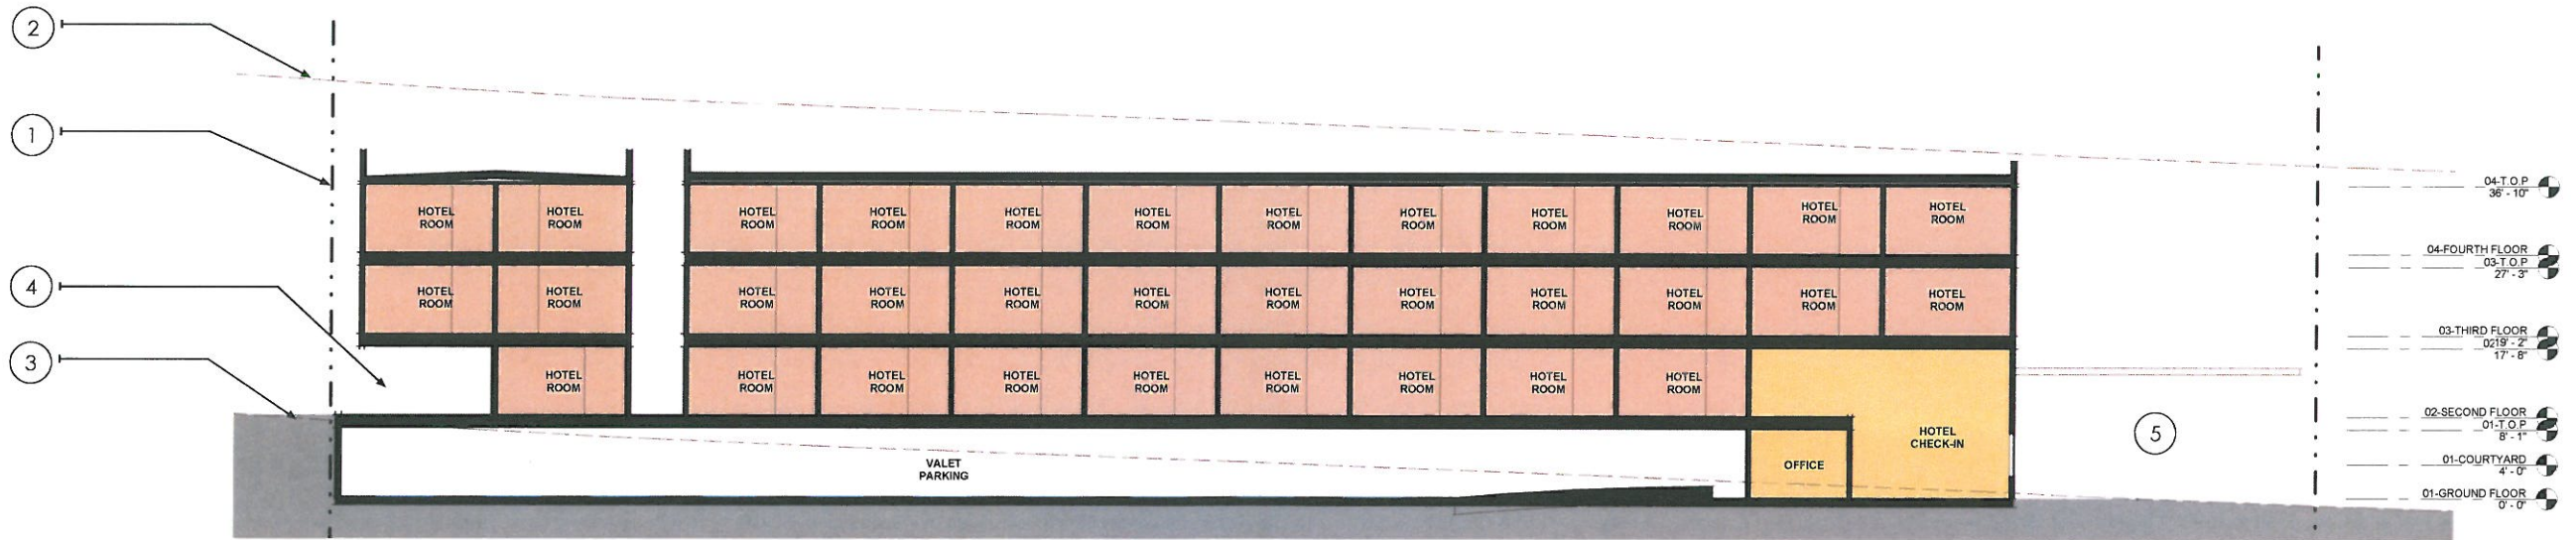 2
1
4
3
HOTEL
ROOM
HOTEL
ROOM
HOTEL
ROOM
HOTEL
ROOM
HOTEL
ROOM
HOTEL
ROOM
HOTEL
ROOM
HOTEL
ROOM
HOTEL
ROOM
HOTEL
ROOM
HOTEL
ROOM
HOTEL
ROOM
HOTEL
ROOM
HOTEL
ROOM
HOTEL
ROOM
HOTEL
ROOM
HOTEL
ROOM
HOTEL
ROOM
HOTEL
ROOM
HOTEL
ROOM
HOTEL
ROOM
HOTEL
ROOM
HOTEL
ROOM
HOTEL
ROOM
HOTEL
ROOM
HOTEL
ROOM
HOTEL
ROOM
HOTEL
ROOM
HOTEL
ROOM
HOTEL
ROOM
HOTEL
ROOM
HOTEL
ROOM
HOTEL
ROOM
HOTEL
CHECK-IN
VALET
PARKING
OFFICE
5
04-T.O.P
36' - 10"
04-FOURTH FLOOR
03-T.O.P
27' - 3"
03-THIRD FLOOR
19' - 2"
17' - 8"
02-SECOND FLOOR
01-T.O.P
8' - 1"
01-COURTYARD
4' - 0"
01-GROUND FLOOR
0' - 0"